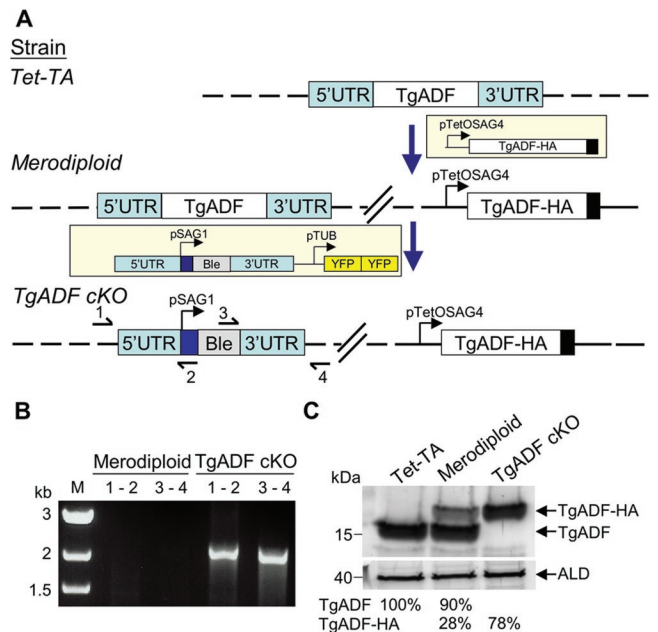 A
Strain
Tet-TA
5'UTR TgADF 3'UTR
pTetOSAG4
TgADF-HA
Merodiploid
pTetOSAG4
5'UTR TgADF 3'UTR TgADF-HA
pSAG1 pTUB
5'UTR Ble 3'UTR YFP YFP
TgADF cKO
pSAG1 pTetOSAG4
1 3
5'UTR Ble 3'UTR TgADF-HA
2 4
B
Merodiploid TgADF cKO
kb M 1 - 2 3 - 4 1 - 2 3 - 4
3
2
1.5
C
Tet-TA Merodiploid TgADF cKO
kDa
TgADF-HA
15 TgADF
40 ALD
TgADF 100% 90%
TgADF-HA 28% 78%